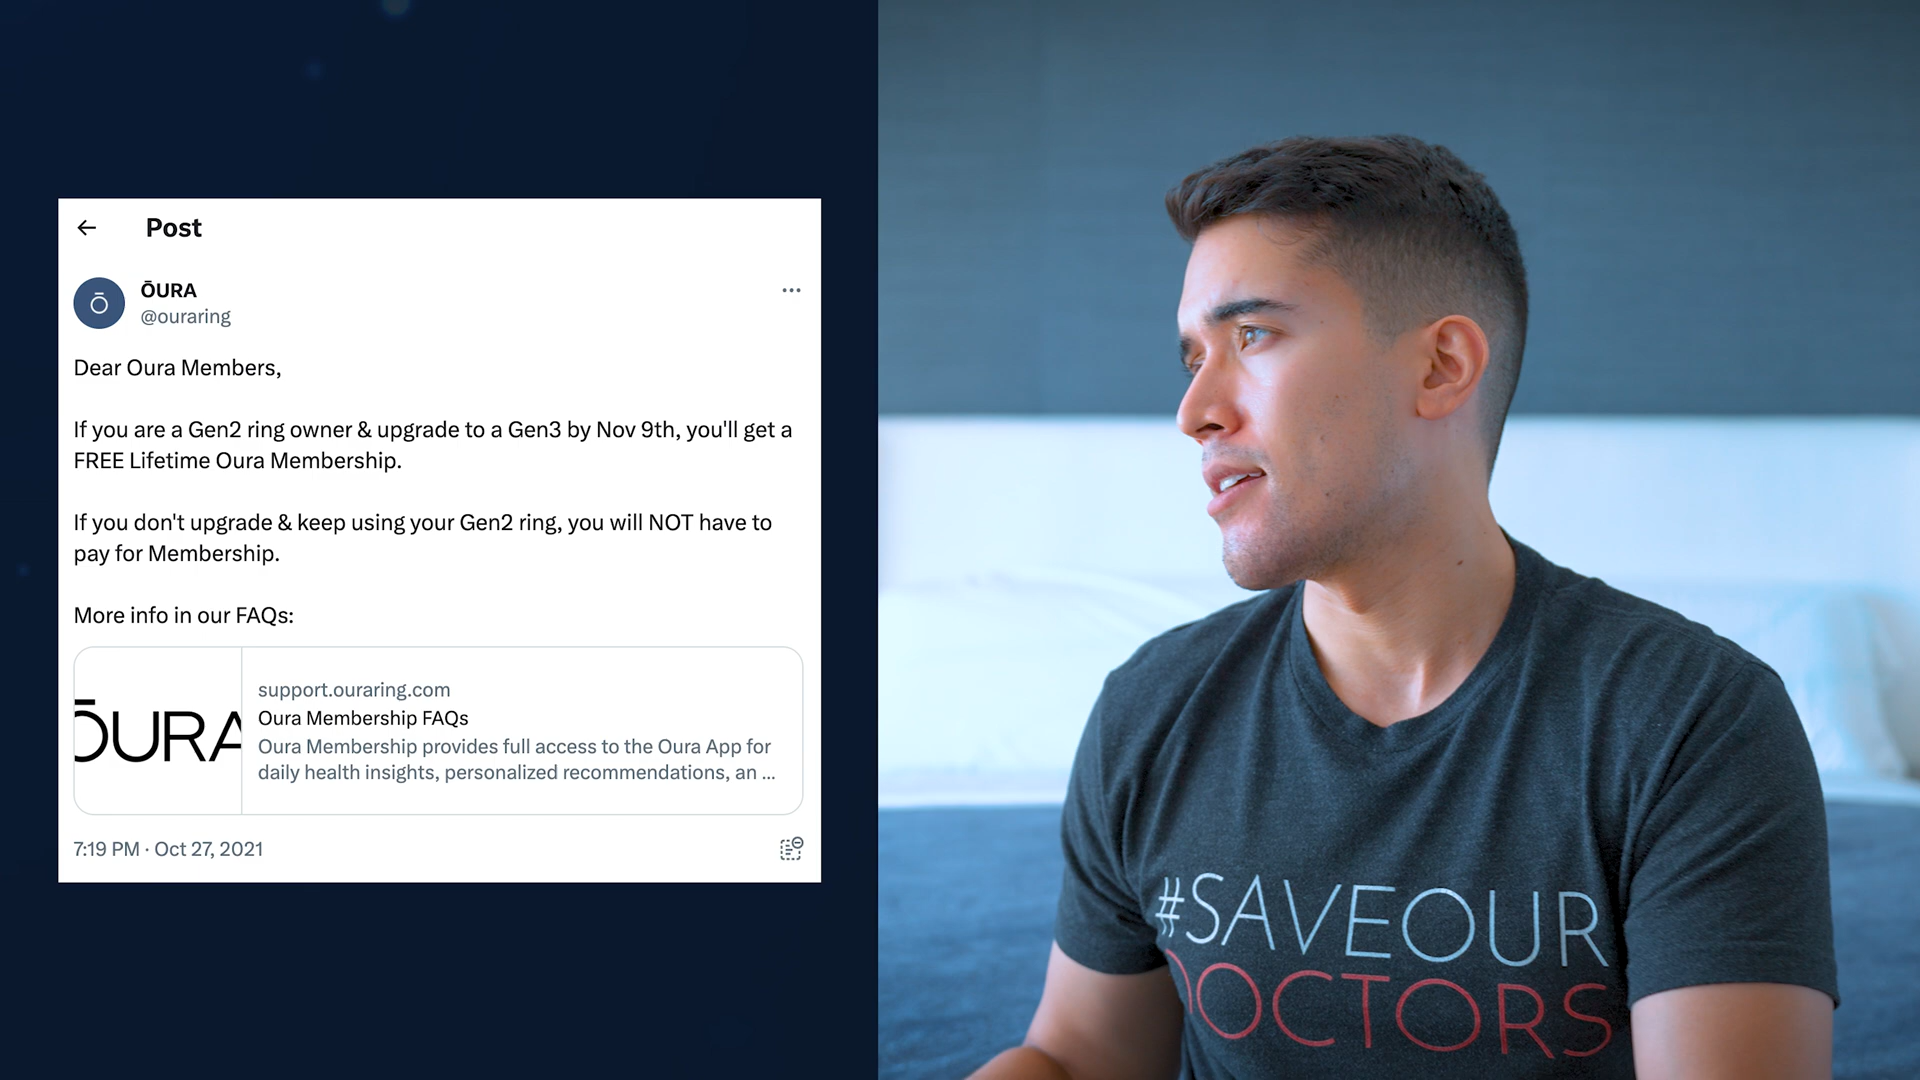 Post
ŌURA
@ouraring
Dear Oura Members,
If you are a Gen2 ring owner & upgrade to a Gen3 by Nov 9th, you'll get a
FREE Lifetime Oura Membership.
If you don't upgrade & keep using your Gen2 ring, you will NOT have to
pay for Membership.
More info in our FAQs:
ŌURA
support.ouraring.com
Oura Membership FAQs
Oura Membership provides full access to the Oura App for
daily health insights, personalized recommendations, an ...
7:19 PM · Oct 27, 2021
#SAVEOUR
DOCTORS